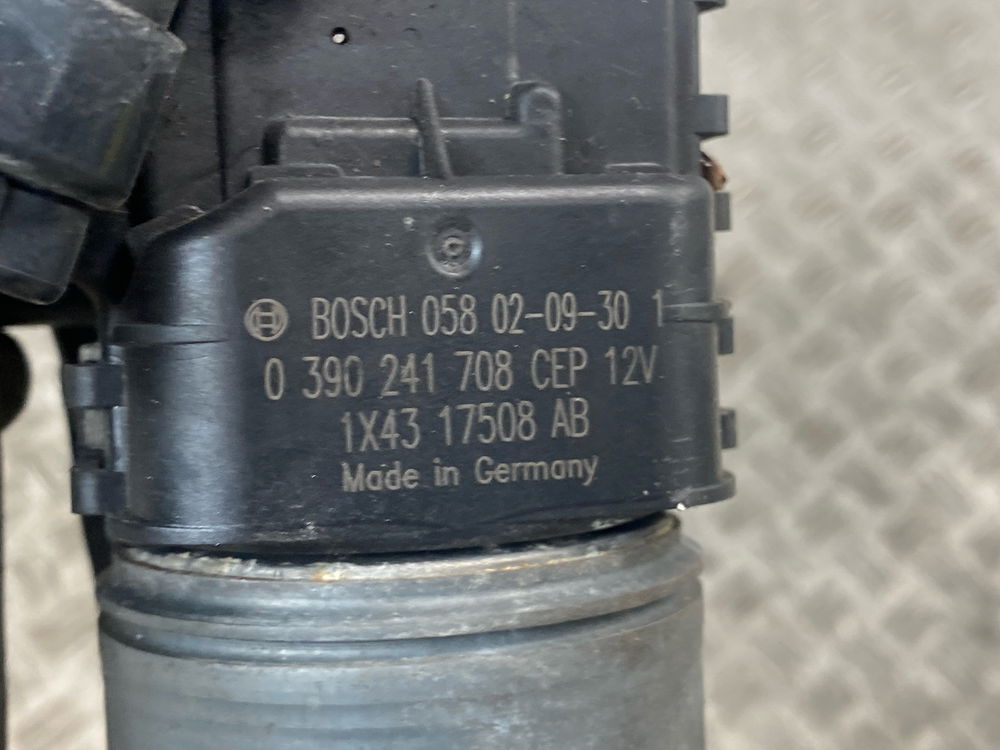 BOSCH 058 02-09-30 1
0 390 241 708 CEP 12V
1X43 17508 AB
Made in Germany